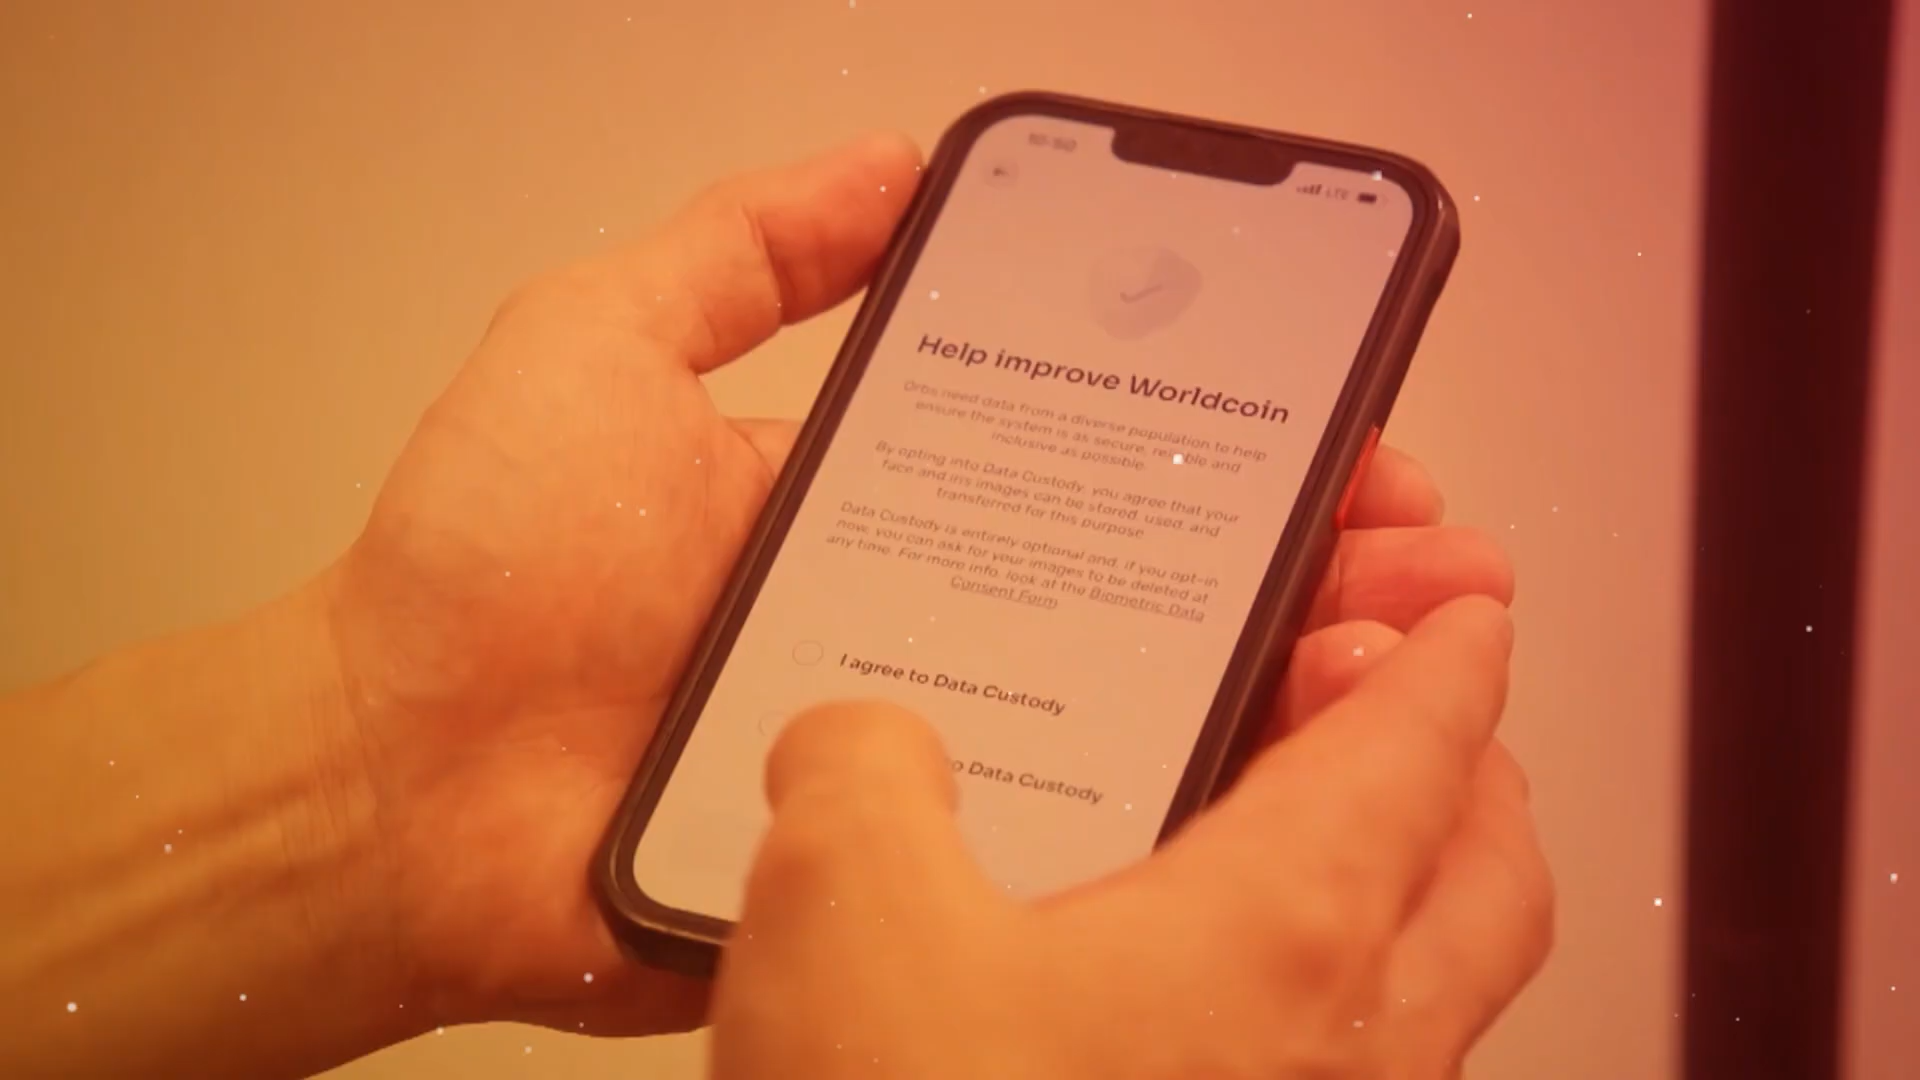 10:50
LTE
Help improve Worldcoin
Orbs need data from a diverse population to help
ensure the system is as secure, reliable and
inclusive as possible.
By opting into Data Custody, you agree that your
face and iris images can be stored, used, and
transferred for this purpose.
Data Custody is entirely optional and, if you opt-in
now, you can ask for your images to be deleted at
any time. For more info, look at the Biometric Data
Consent Form
I agree to Data Custody
to Data Custody